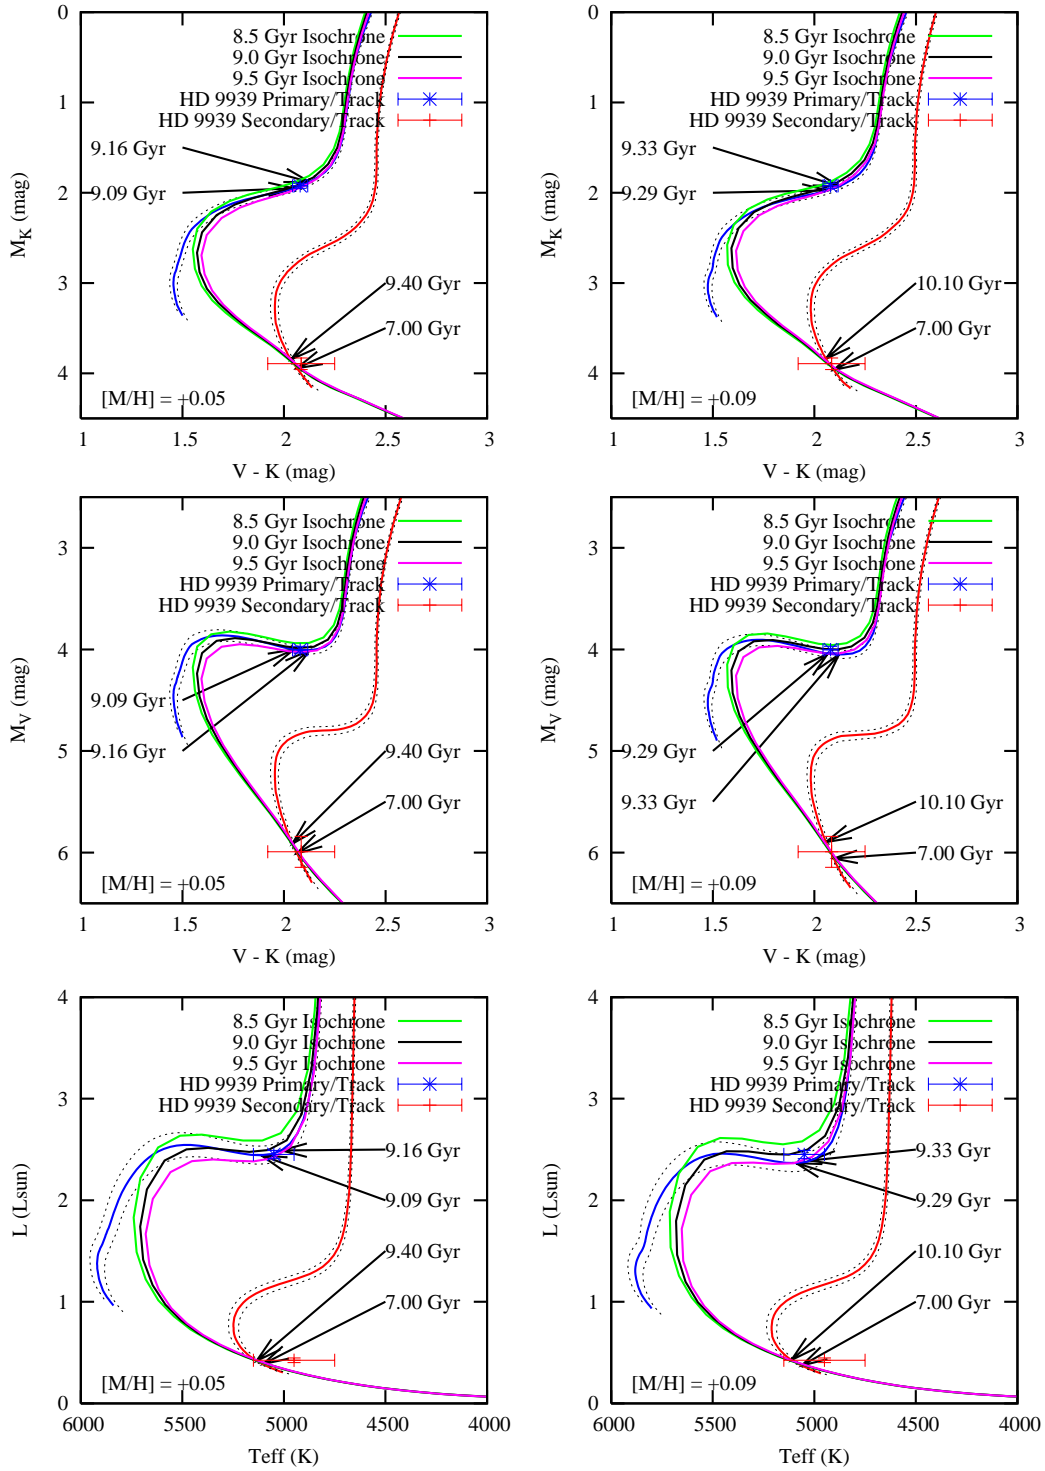 0
1
2
3
4
M_K (mag)
8.5 Gyr Isochrone
9.0 Gyr Isochrone
9.5 Gyr Isochrone
HD 9939 Primary/Track
HD 9939 Secondary/Track
9.16 Gyr
9.09 Gyr
9.40 Gyr
7.00 Gyr
[M/H] = +0.05
1 1.5 2 2.5 3
V - K (mag)
0
1
2
3
4
M_K (mag)
8.5 Gyr Isochrone
9.0 Gyr Isochrone
9.5 Gyr Isochrone
HD 9939 Primary/Track
HD 9939 Secondary/Track
9.33 Gyr
9.29 Gyr
10.10 Gyr
7.00 Gyr
[M/H] = +0.09
1 1.5 2 2.5 3
V - K (mag)
3
4
5
6
M_V (mag)
8.5 Gyr Isochrone
9.0 Gyr Isochrone
9.5 Gyr Isochrone
HD 9939 Primary/Track
HD 9939 Secondary/Track
9.09 Gyr
9.16 Gyr
9.40 Gyr
7.00 Gyr
[M/H] = +0.05
1 1.5 2 2.5 3
V - K (mag)
3
4
5
6
M_V (mag)
8.5 Gyr Isochrone
9.0 Gyr Isochrone
9.5 Gyr Isochrone
HD 9939 Primary/Track
HD 9939 Secondary/Track
9.29 Gyr
9.33 Gyr
10.10 Gyr
7.00 Gyr
[M/H] = +0.09
1 1.5 2 2.5 3
V - K (mag)
4
3
2
1
0
L (Lsun)
8.5 Gyr Isochrone
9.0 Gyr Isochrone
9.5 Gyr Isochrone
HD 9939 Primary/Track
HD 9939 Secondary/Track
9.16 Gyr
9.09 Gyr
9.40 Gyr
7.00 Gyr
[M/H] = +0.05
6000 5500 5000 4500 4000
Teff (K)
4
3
2
1
0
L (Lsun)
8.5 Gyr Isochrone
9.0 Gyr Isochrone
9.5 Gyr Isochrone
HD 9939 Primary/Track
HD 9939 Secondary/Track
9.33 Gyr
9.29 Gyr
10.10 Gyr
7.00 Gyr
[M/H] = +0.09
6000 5500 5000 4500 4000
Teff (K)